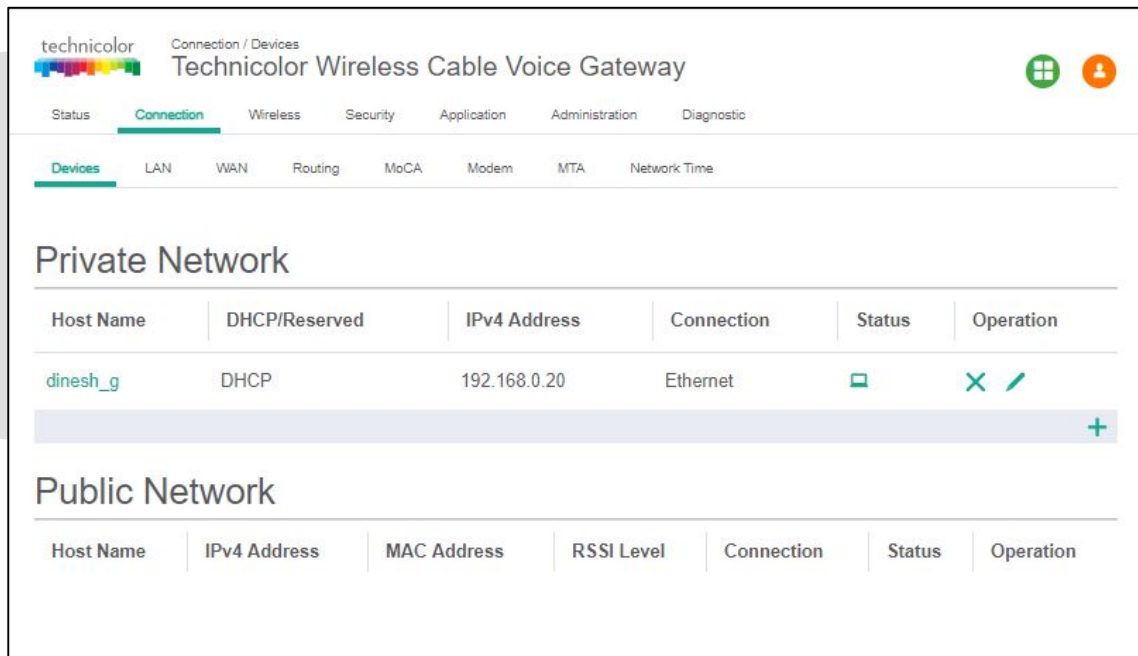 technicolor
Connection / Devices
Technicolor Wireless Cable Voice Gateway
Status Connection Wireless Security Application Administration Diagnostic
Devices LAN WAN Routing MoCA Modem MTA Network Time
Private Network
Host Name DHCP/Reserved IPv4 Address Connection Status Operation
dinesh_g DHCP 192.168.0.20 Ethernet
Public Network
Host Name IPv4 Address MAC Address RSSI Level Connection Status Operation